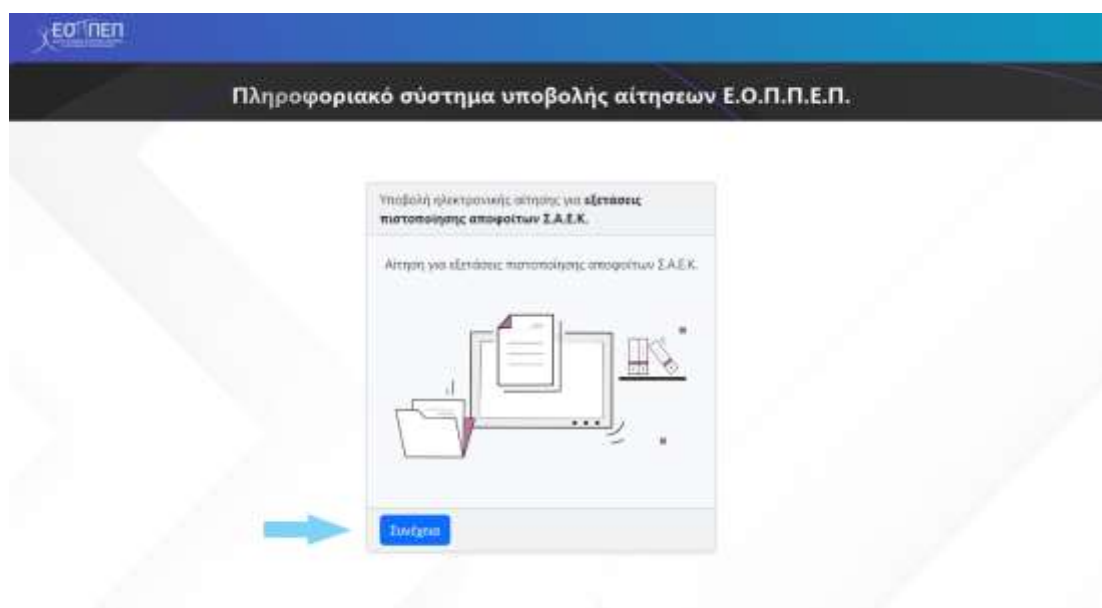 ΕΟΠΠΕΠ
Πληροφοριακό σύστημα υποβολής αίτησεων Ε.Ο.Π.Π.Ε.Π.
Υποβολή ηλεκτρονικής αίτησης για εξετάσεις
πιστοποίησης αποφοίτων Σ.Α.Ε.Κ.
Αίτηση για εξετάσεις πιστοποίησης αποφοίτων Σ.Α.Ε.Κ.
Συνέχεια